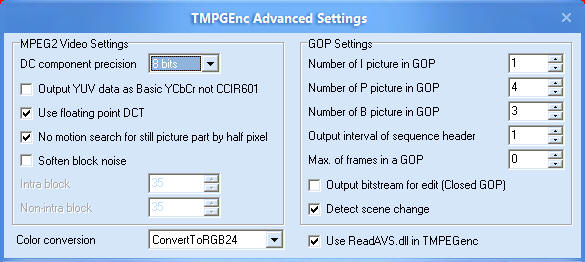 TMPGEnc Advanced Settings
MPEG2 Video Settings
DC component precision 8 bits
Output YUV data as Basic YCbCr not CCIR601
Use floating point DCT
No motion search for still picture part by half pixel
Soften block noise
Intra block 35
Non-intra block 35
Color conversion ConvertToRGB24
GOP Settings
Number of I picture in GOP 1
Number of P picture in GOP 4
Number of B picture in GOP 3
Output interval of sequence header 1
Max. of frames in a GOP 0
Output bitstream for edit (Closed GOP)
Detect scene change
Use ReadAVS.dll in TMPEGenc